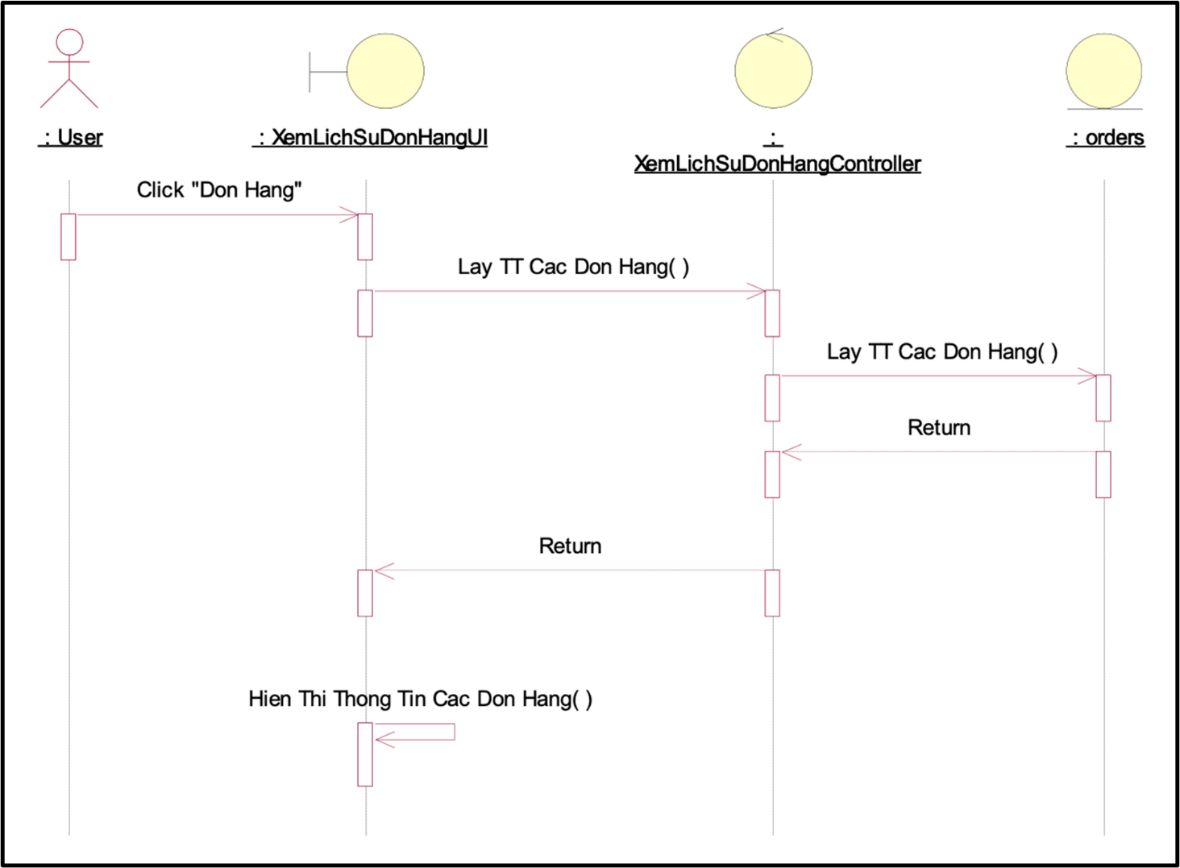 : User
: XemLichSuDonHangUI
:
XemLichSuDonHangController
: orders
Click "Don Hang"
Lay TT Cac Don Hang( )
Lay TT Cac Don Hang( )
Return
Return
Hien Thi Thong Tin Cac Don Hang( )